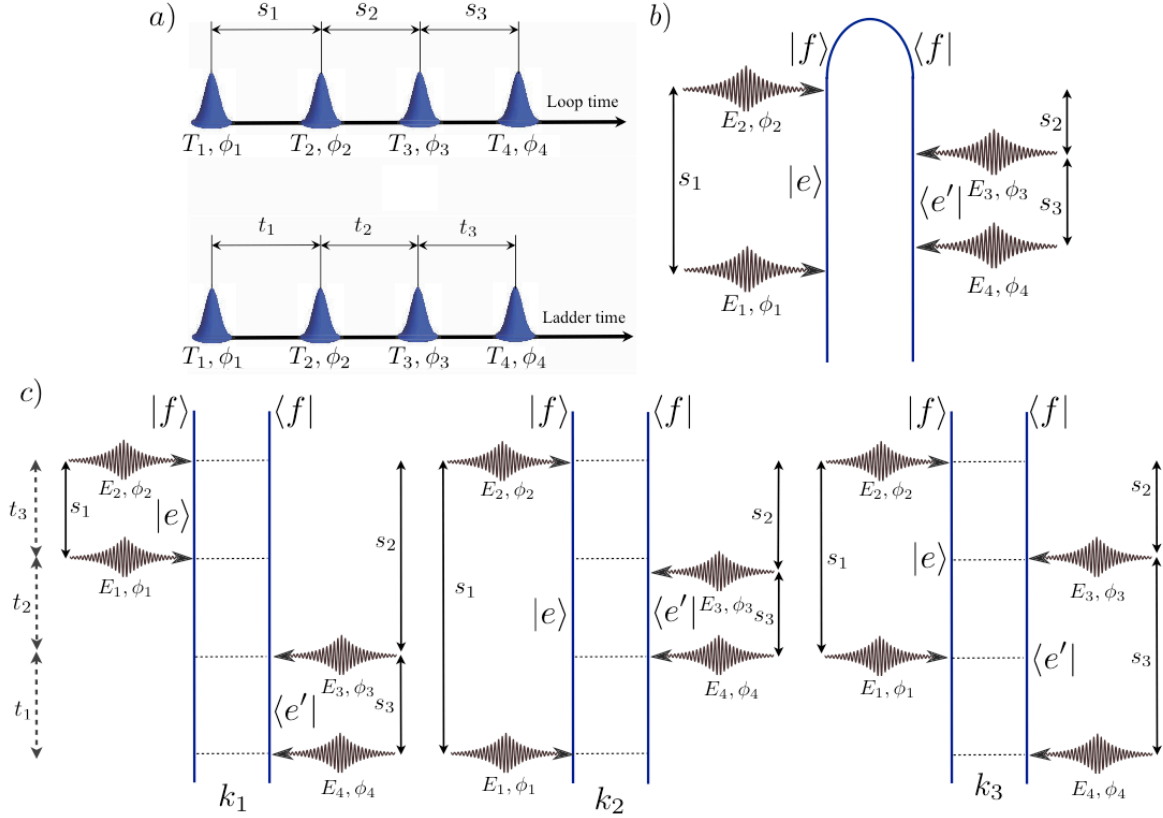 a)
s₁ s₂ s₃
Loop time
T₁, ϕ₁ T₂, ϕ₂ T₃, ϕ₃ T₄, ϕ₄
t₁ t₂ t₃
Ladder time
T₁, ϕ₁ T₂, ϕ₂ T₃, ϕ₃ T₄, ϕ₄
b)
|f⟩ ⟨f|
E₂, ϕ₂
s₂
s₁
|e⟩
E₃, ϕ₃
⟨e′|
s₃
E₁, ϕ₁
E₄, ϕ₄
c)
|f⟩ ⟨f|
E₂, ϕ₂
t₃
s₁
|e⟩
s₂
E₁, ϕ₁
t₂
E₃, ϕ₃
⟨e′|
s₃
t₁
E₄, ϕ₄
k₁
|f⟩ ⟨f|
E₂, ϕ₂
s₂
s₁
|e⟩
⟨e′|
E₃, ϕ₃
s₃
E₄, ϕ₄
E₁, ϕ₁
k₂
|f⟩ ⟨f|
E₂, ϕ₂
s₂
s₁
|e⟩
E₃, ϕ₃
E₁, ϕ₁
⟨e′|
s₃
E₄, ϕ₄
k₃